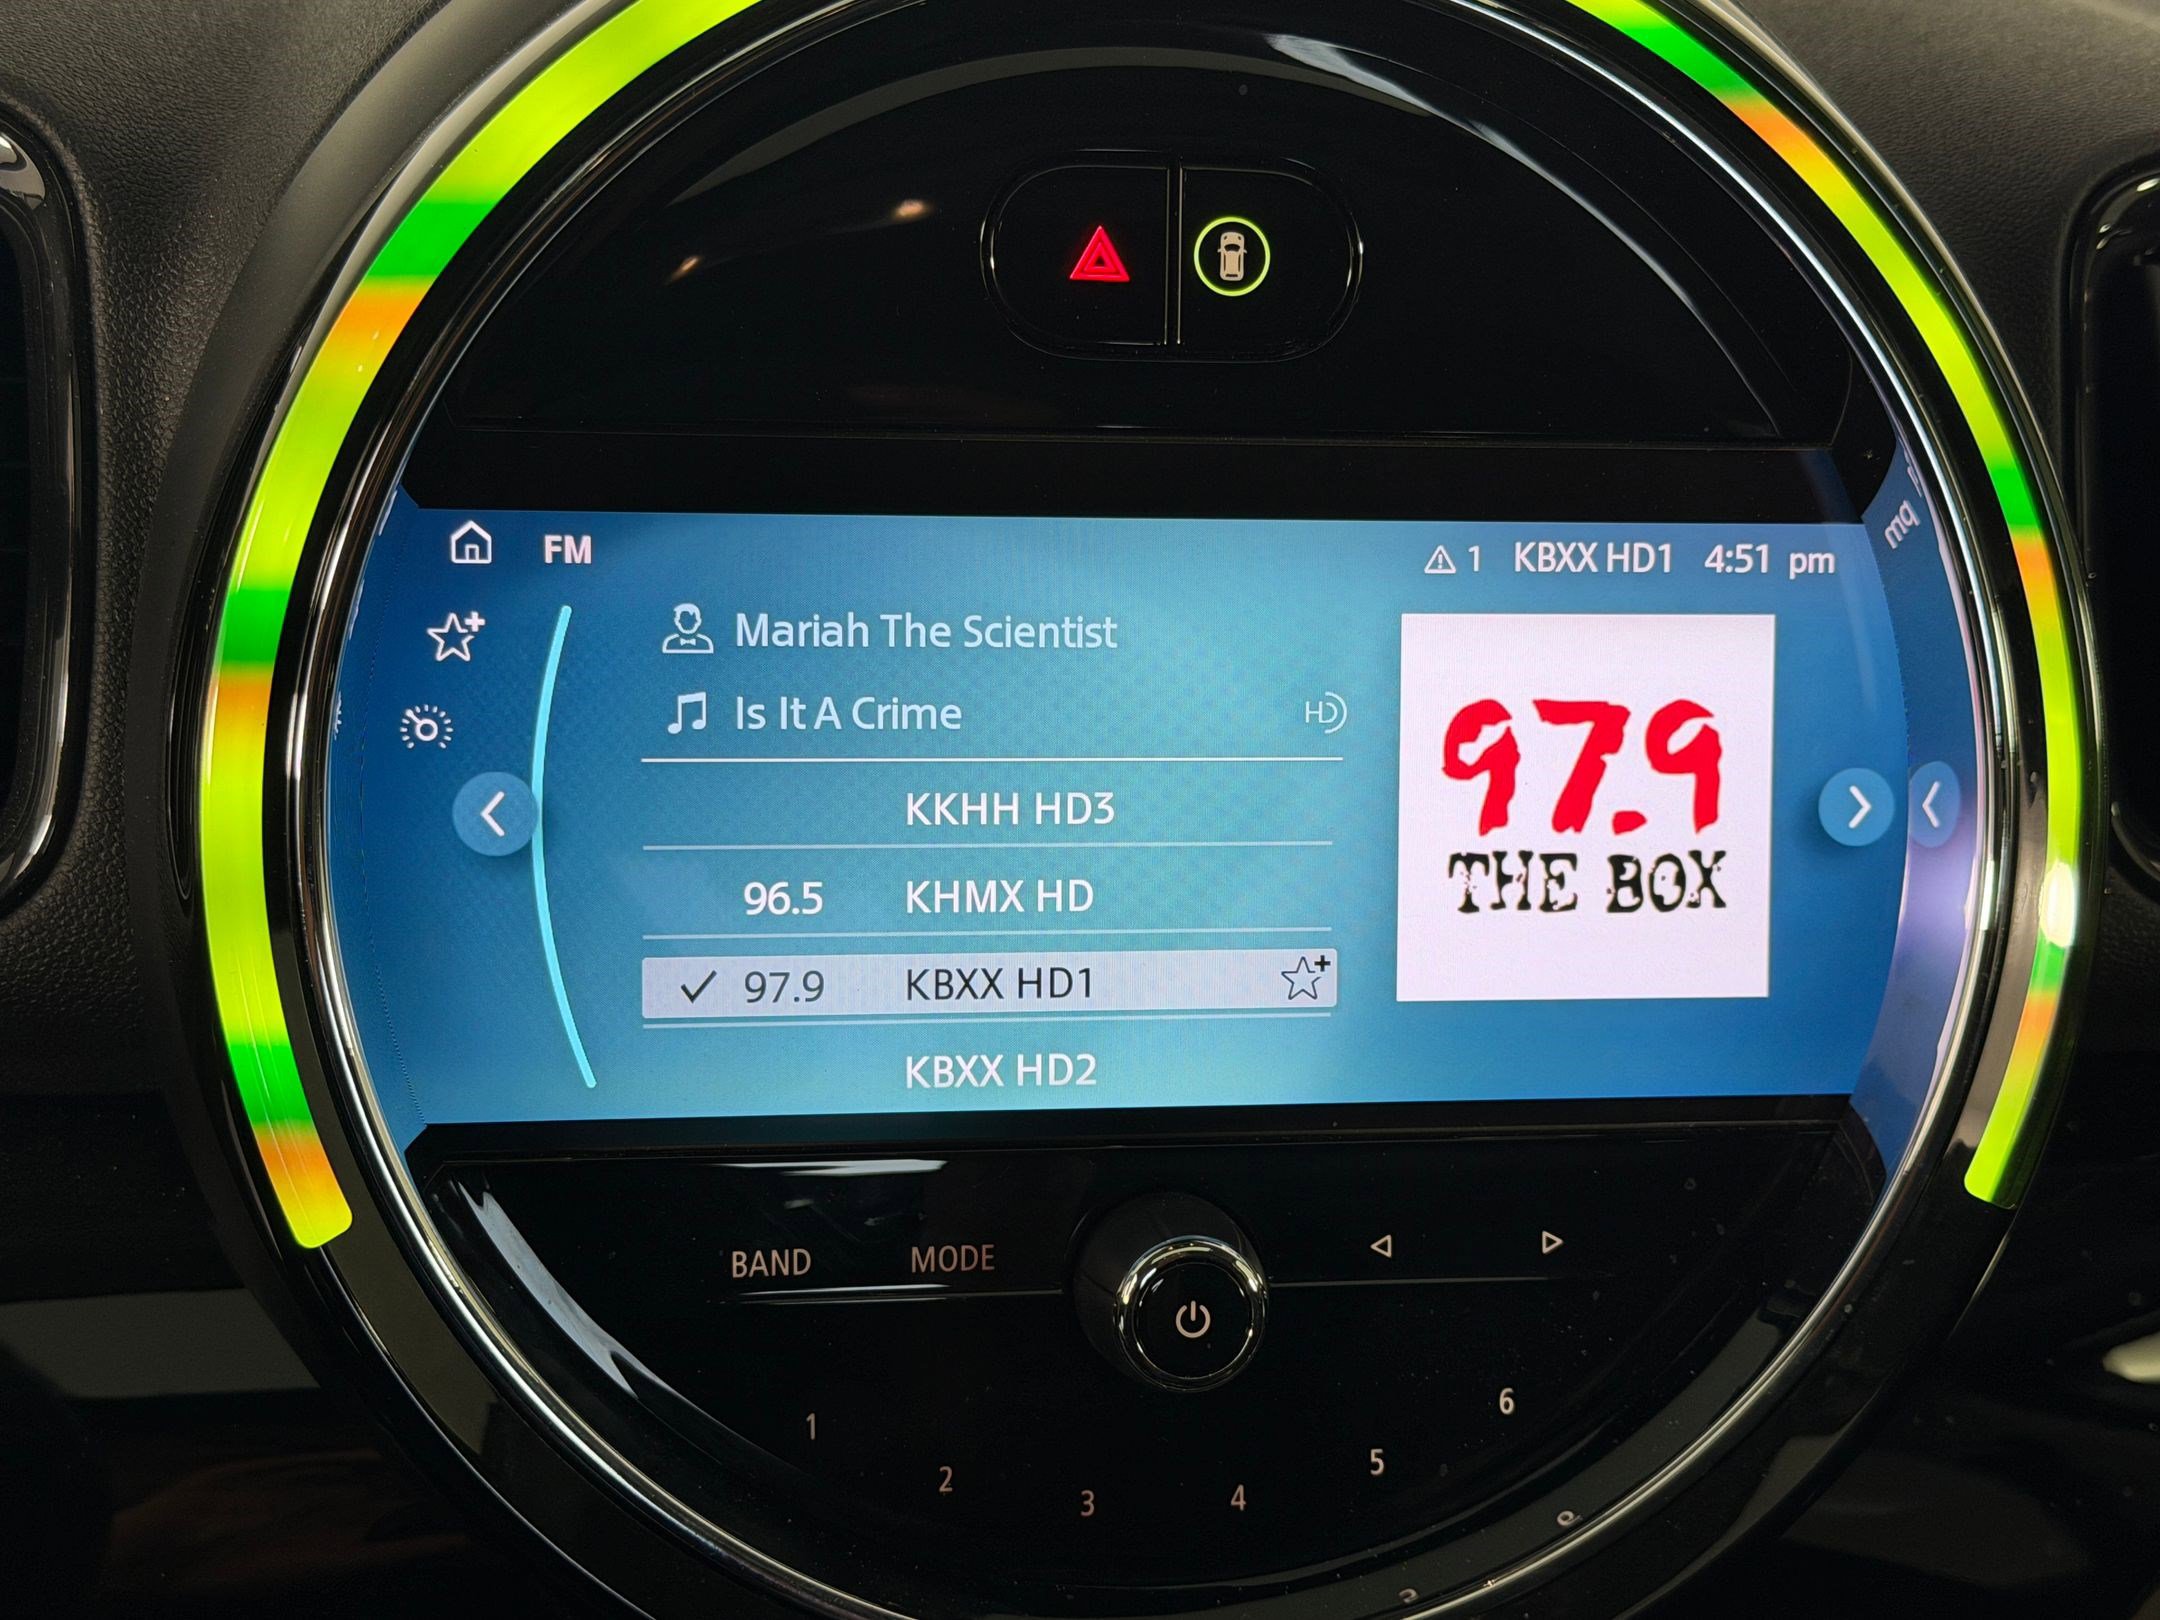 FM
1 KBXX HD1 4:51 pm
Mariah The Scientist
Is It A Crime
HD
KKHH HD3
96.5 KHMX HD
97.9 KBXX HD1
KBXX HD2
97.9
THE BOX
pm
BAND MODE
1 2 3 4 5 6